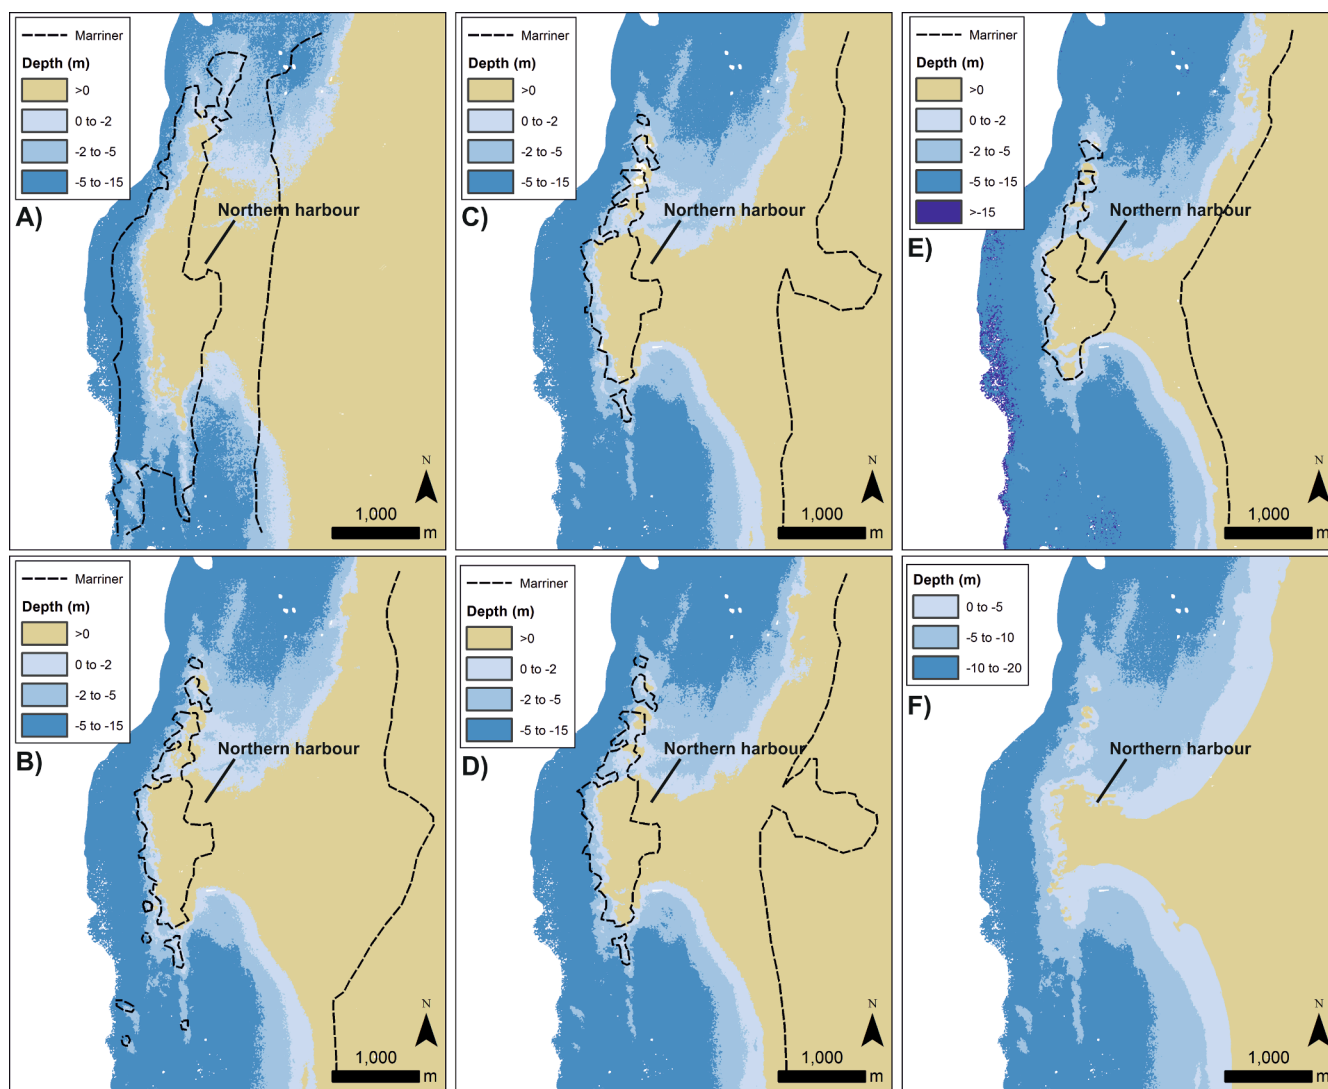 Marriner
Depth (m)
>0
0 to -2
-2 to -5
-5 to -15
A)
Northern harbour
N
1,000
m
Marriner
Depth (m)
>0
0 to -2
-2 to -5
-5 to -15
C)
Northern harbour
N
1,000
m
Marriner
Depth (m)
>0
0 to -2
-2 to -5
-5 to -15
>-15
E)
Northern harbour
N
1,000
m
Marriner
Depth (m)
>0
0 to -2
-2 to -5
-5 to -15
B)
Northern harbour
N
1,000
m
Marriner
Depth (m)
>0
0 to -2
-2 to -5
-5 to -15
D)
Northern harbour
N
1,000
m
Depth (m)
0 to -5
-5 to -10
-10 to -20
F)
Northern harbour
N
1,000
m